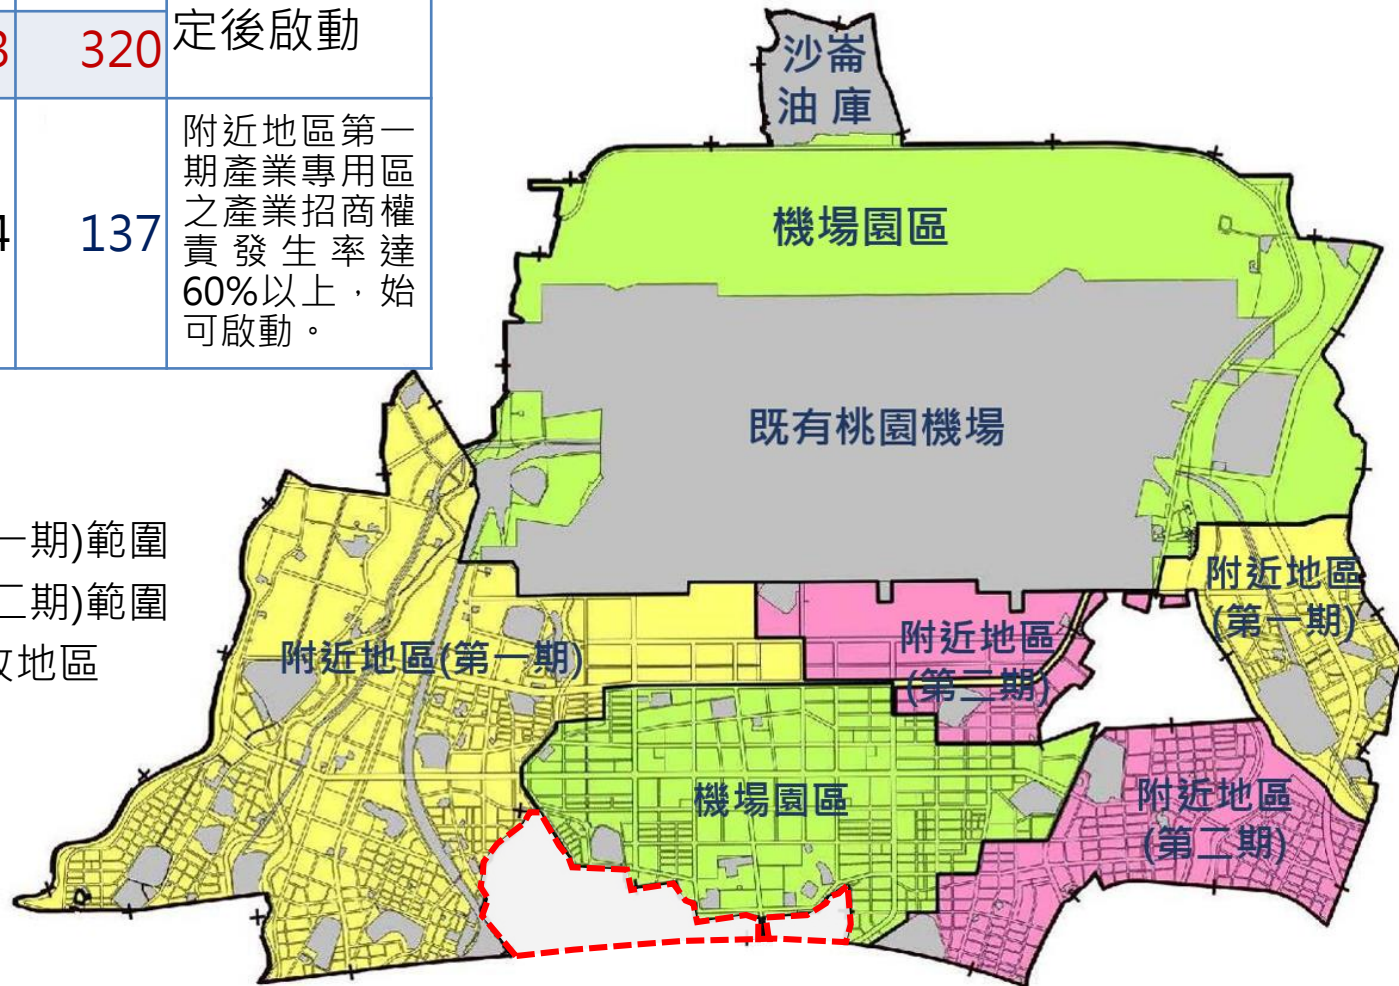 定後啟動
3 320
附近地區第一
期產業專用區
之產業招商權
責發生率達
60%以上，始
可啟動。
4 137
一期)範圍
二期)範圍
地區
沙崙
油庫
機場園區
既有桃園機場
附近地區
(第一期)
附近地區(第一期)
附近地區
(第二期)
機場園區
附近地區
(第二期)